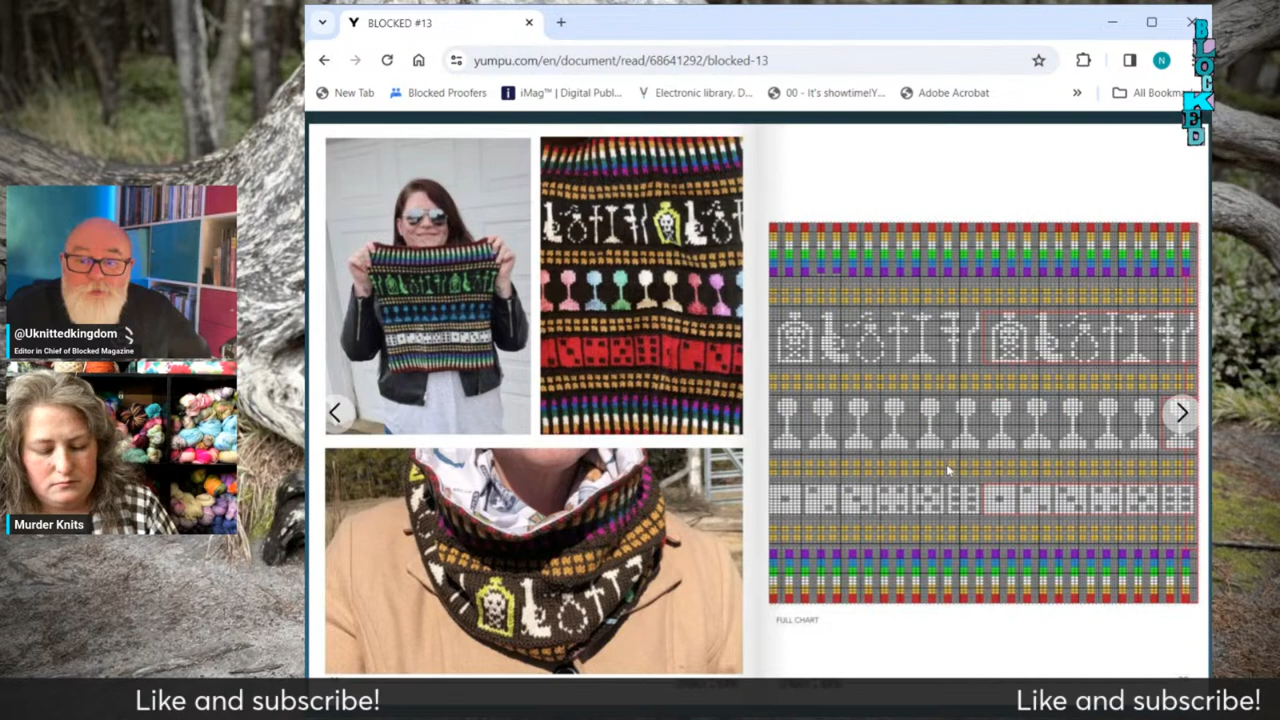 BLOCKED #13
yumpu.com/en/document/read/68641292/blocked-13
New Tab
Blocked Proofers
iMag™ | Digital Publ...
Electronic library. D...
00 - It's showtime!Y...
Adobe Acrobat
All Bookma
BLOCKED
@Uknittedkingdom
Editor in Chief of Blocked Magazine
Murder Knits
FULL CHART
Like and subscribe!
Like and subscribe!